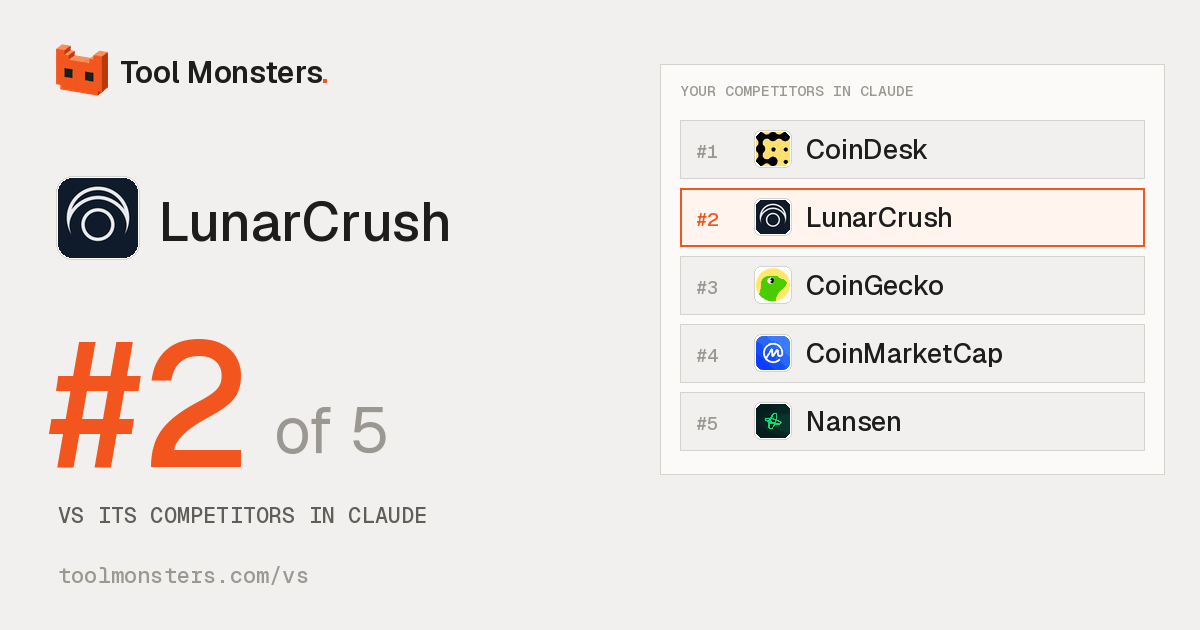 Tool Monsters.
LunarCrush
#2 of 5
VS ITS COMPETITORS IN CLAUDE
toolmonsters.com/vs
YOUR COMPETITORS IN CLAUDE
#1 CoinDesk
#2 LunarCrush
#3 CoinGecko
#4 CoinMarketCap
#5 Nansen